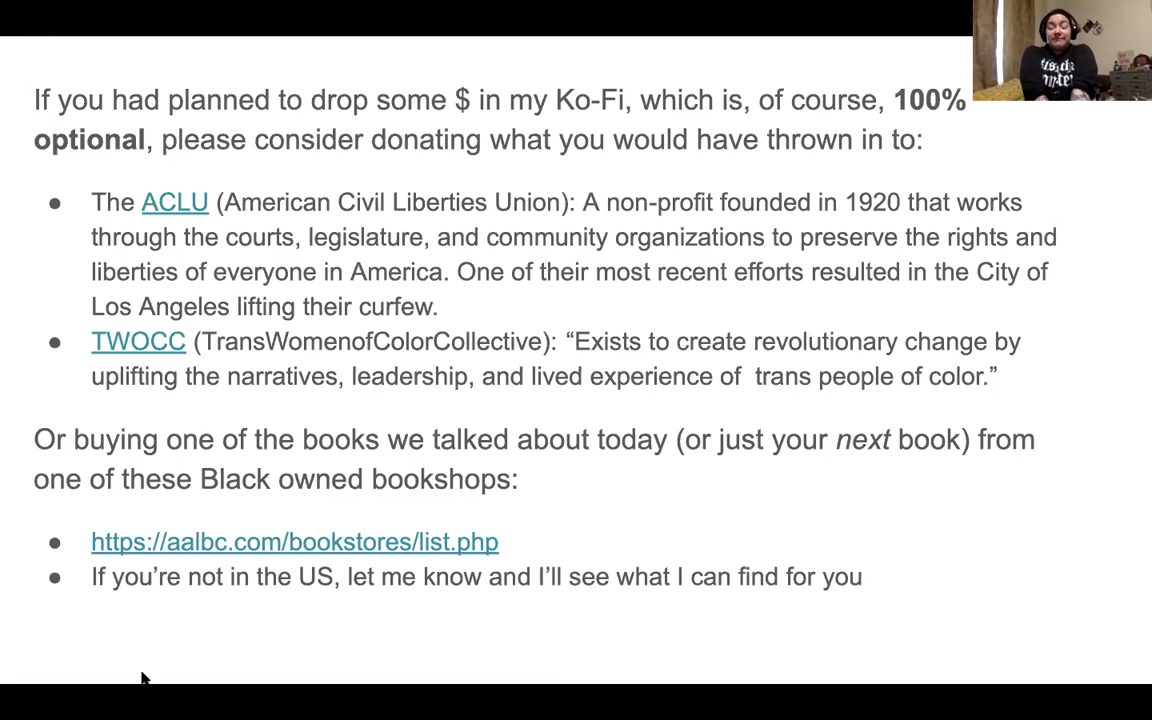 If you had planned to drop some $ in my Ko-Fi, which is, of course, 100%
optional, please consider donating what you would have thrown in to:
● The ACLU (American Civil Liberties Union): A non-profit founded in 1920 that works
through the courts, legislature, and community organizations to preserve the rights and
liberties of everyone in America. One of their most recent efforts resulted in the City of
Los Angeles lifting their curfew.
● TWOCC (TransWomenofColorCollective): “Exists to create revolutionary change by
uplifting the narratives, leadership, and lived experience of  trans people of color.”
Or buying one of the books we talked about today (or just your next book) from
one of these Black owned bookshops:
● https://aalbc.com/bookstores/list.php
● If you’re not in the US, let me know and I’ll see what I can find for you